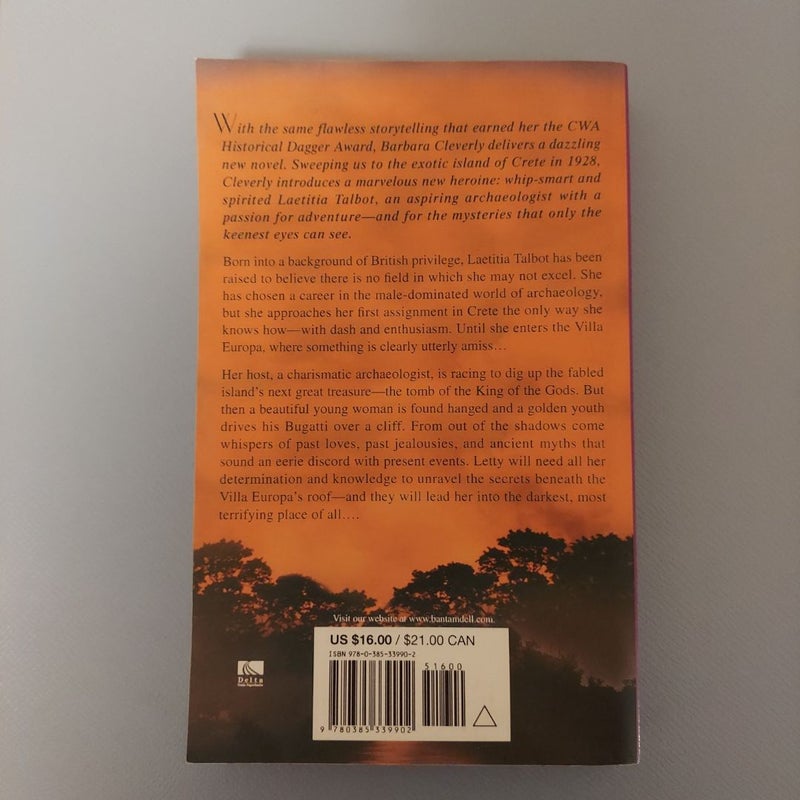 With the same flawless storytelling that earned her the CWA
Historical Dagger Award, Barbara Cleverly delivers a dazzling
new novel. Sweeping us to the exotic island of Crete in 1928,
Cleverly introduces a marvelous new heroine: whip-smart and
spirited Laetitia Talbot, an aspiring archaeologist with a
passion for adventure—and for the mysteries that only the
keenest eyes can see.
Born into a background of British privilege, Laetitia Talbot has been
raised to believe there is no field in which she may not excel. She
has chosen a career in the male-dominated world of archaeology,
but she approaches her first assignment in Crete the only way she
knows how—with dash and enthusiasm. Until she enters the Villa
Europa, where something is clearly utterly amiss...
Her host, a charismatic archaeologist, is racing to dig up the fabled
island's next great treasure—the tomb of the King of the Gods. But
then a beautiful young woman is found hanged and a golden youth
drives his Bugatti over a cliff. From out of the shadows come
whispers of past loves, past jealousies, and ancient myths that
sound an eerie discord with present events. Letty will need all her
determination and knowledge to unravel the secrets beneath the
Villa Europa's roof—and they will lead her into the darkest, most
terrifying place of all....
Visit our website at www.bantamdell.com.
US $16.00 / $21.00 CAN
ISBN 978-0-385-33990-2
51600
9 780385 339902
Delta